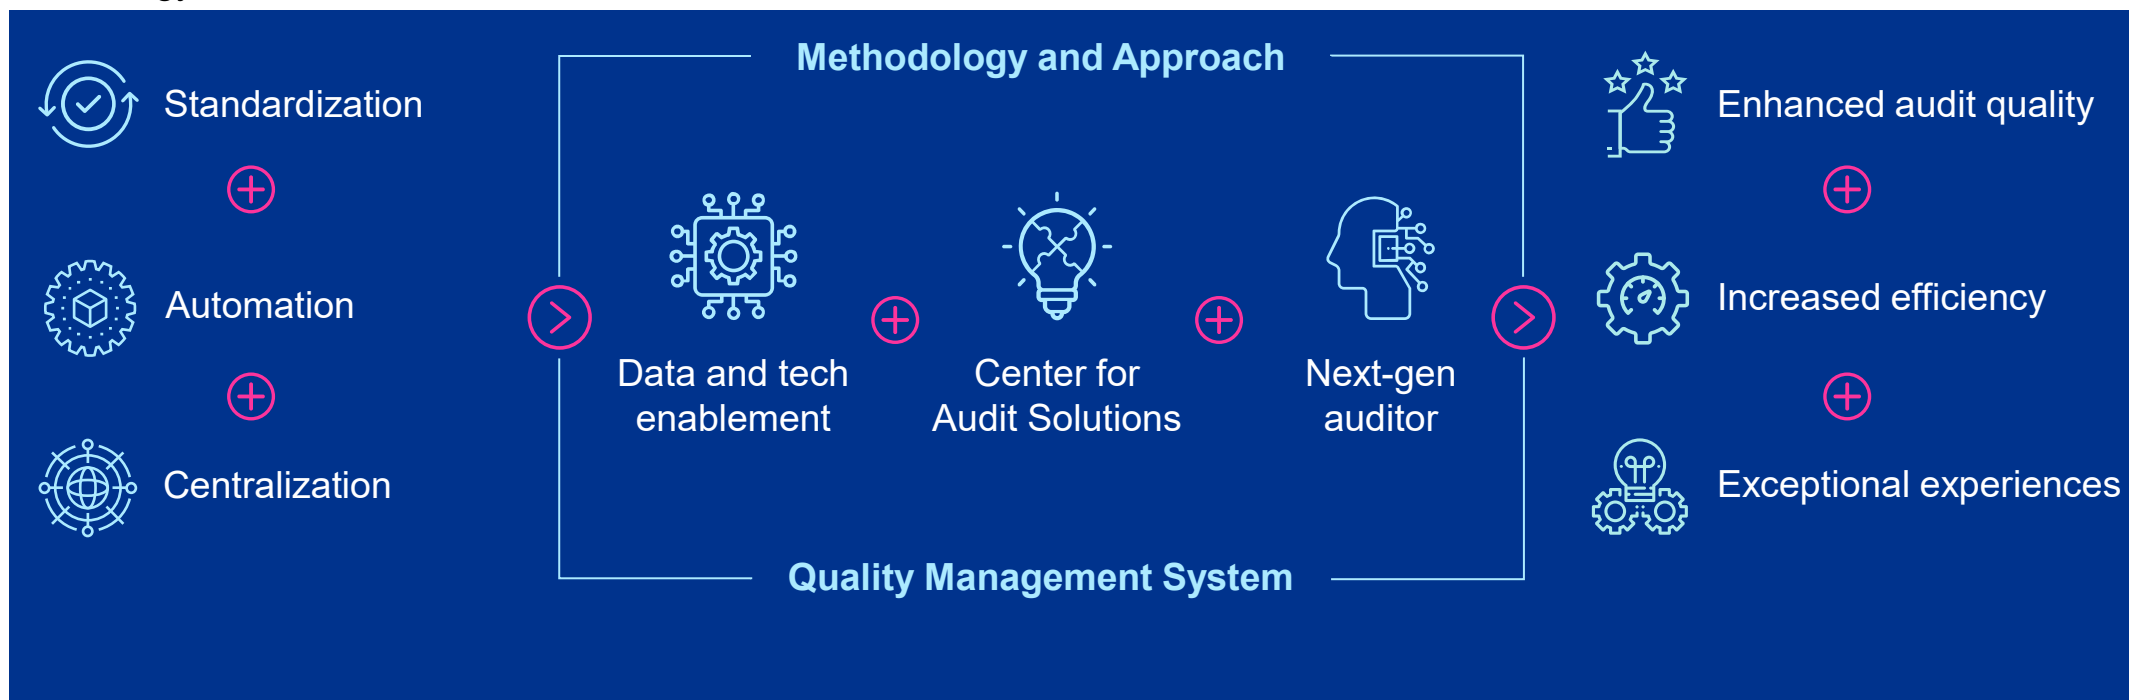 Standardization
Automation
Centralization
Methodology and Approach
Data and tech
enablement
Center for
Audit Solutions
Next-gen
auditor
Quality Management System
Enhanced audit quality
Increased efficiency
Exceptional experiences